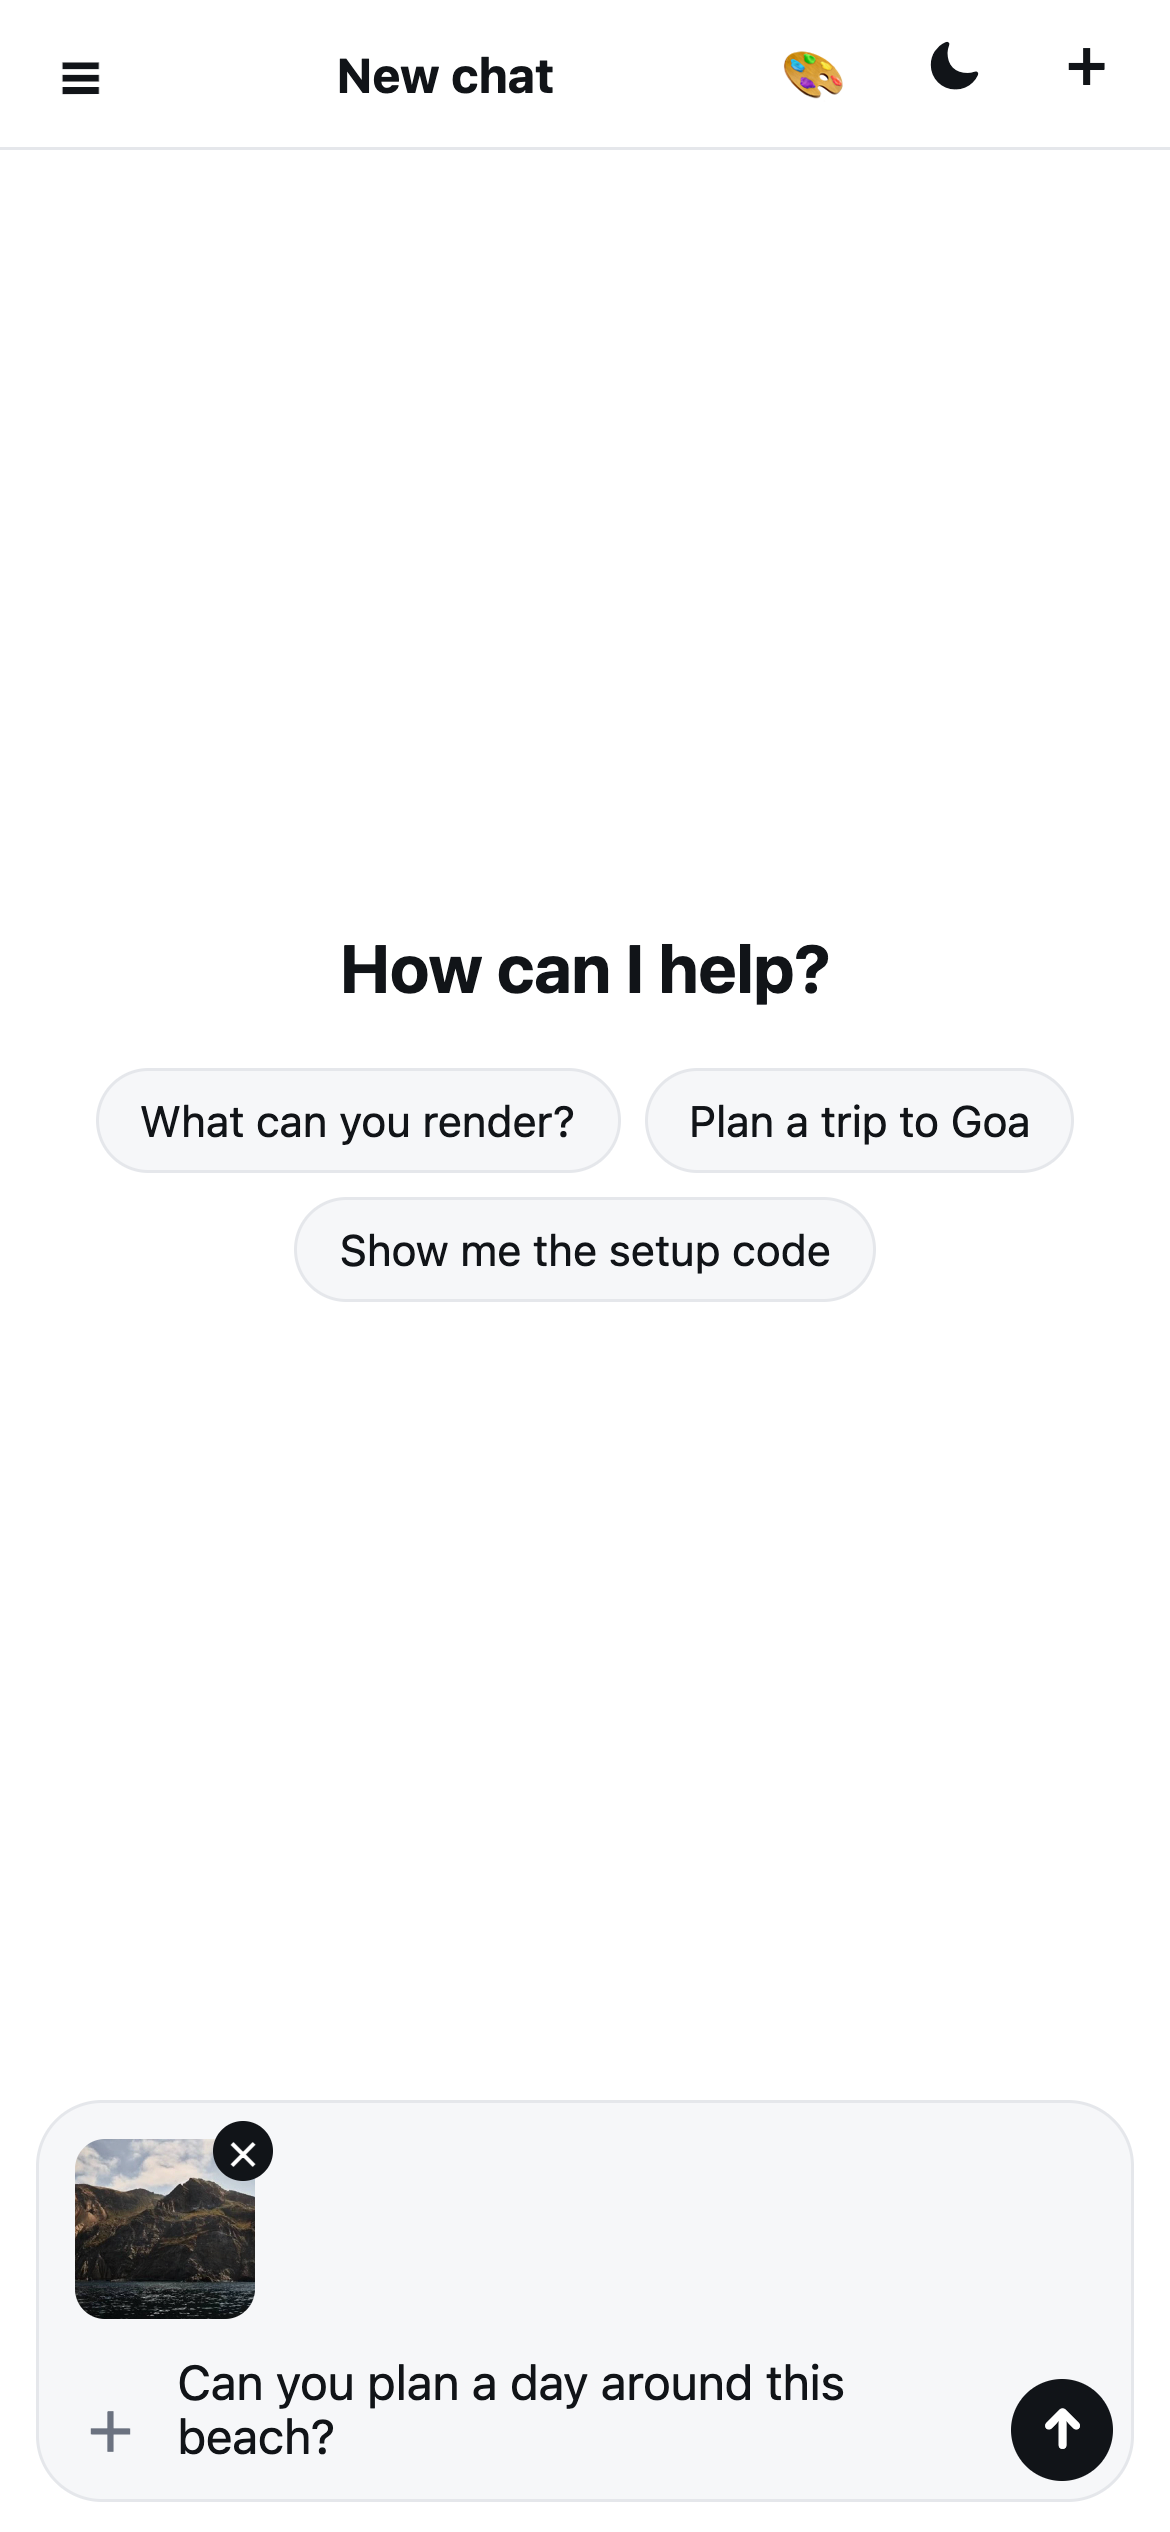 New chat
How can I help?
What can you render?
Plan a trip to Goa
Show me the setup code
Can you plan a day around this
beach?